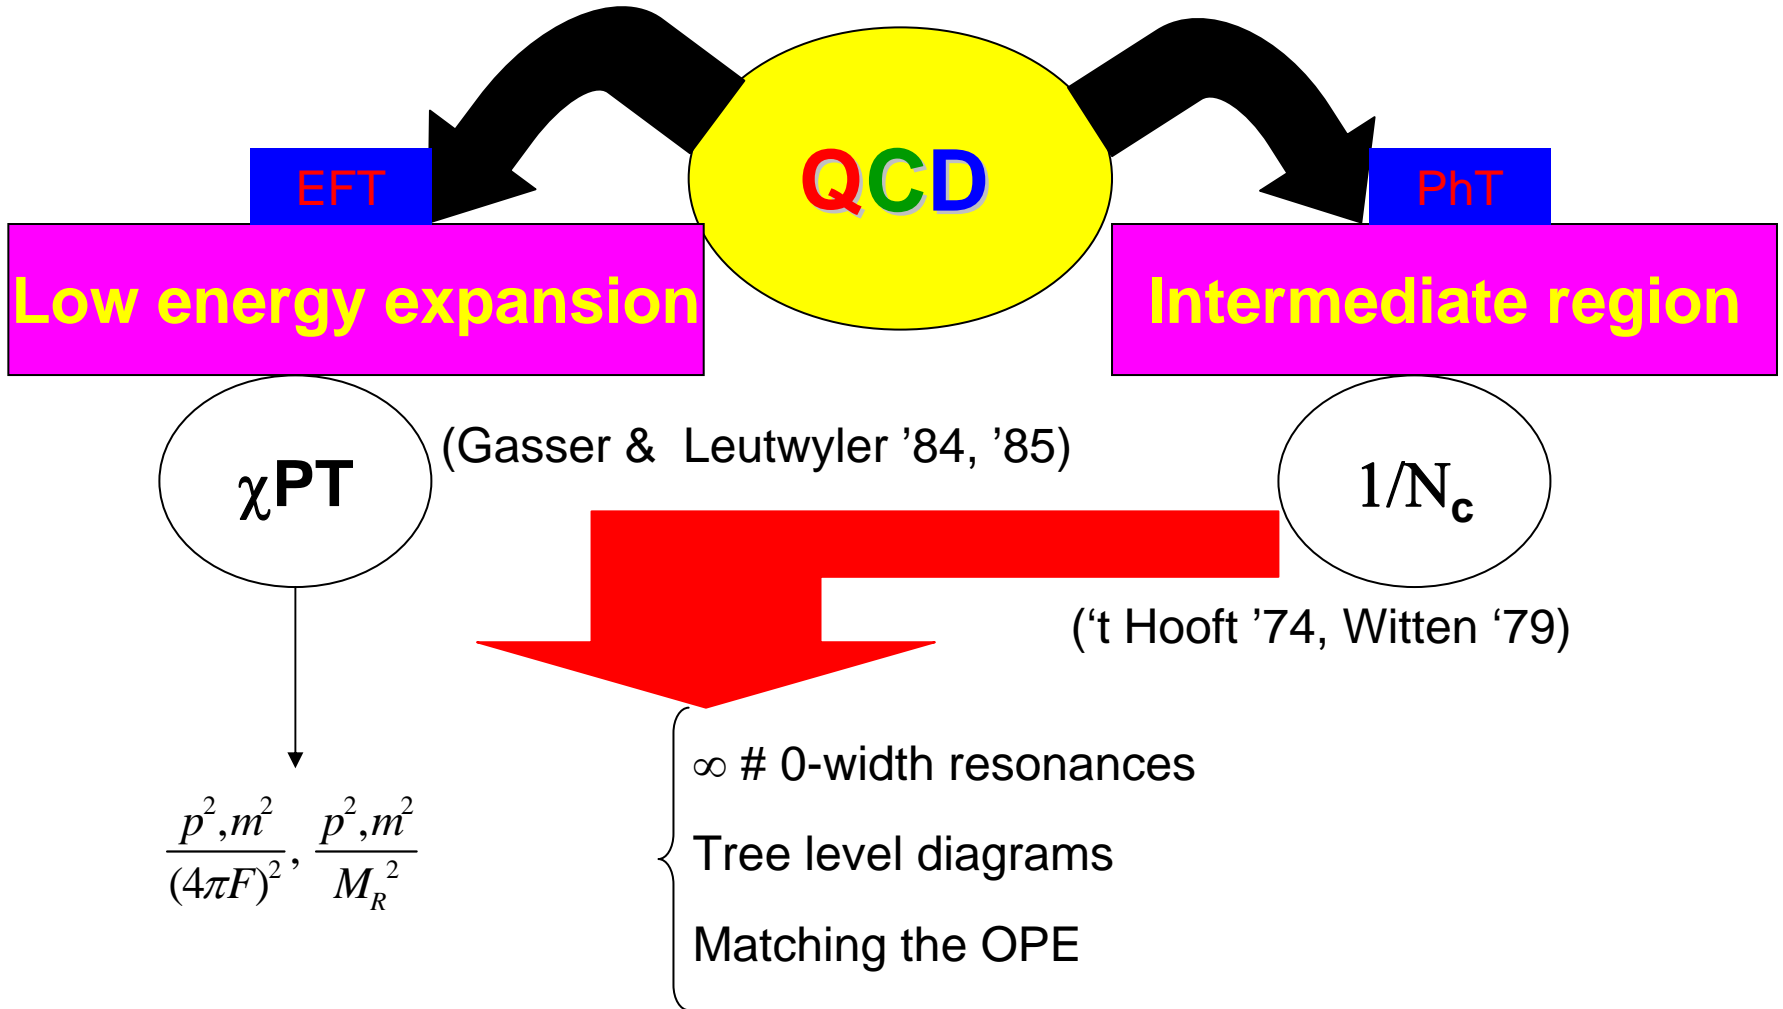 QCD
EFT
PhT
Low energy expansion
Intermediate region
(Gasser & Leutwyler ’84, ’85)
χPT
1/N_c
(‘t Hooft ’74, Witten ‘79)
∞ # 0-width resonances
p²,m²/(4πF)², p²,m²/M_R²
Tree level diagrams
Matching the OPE